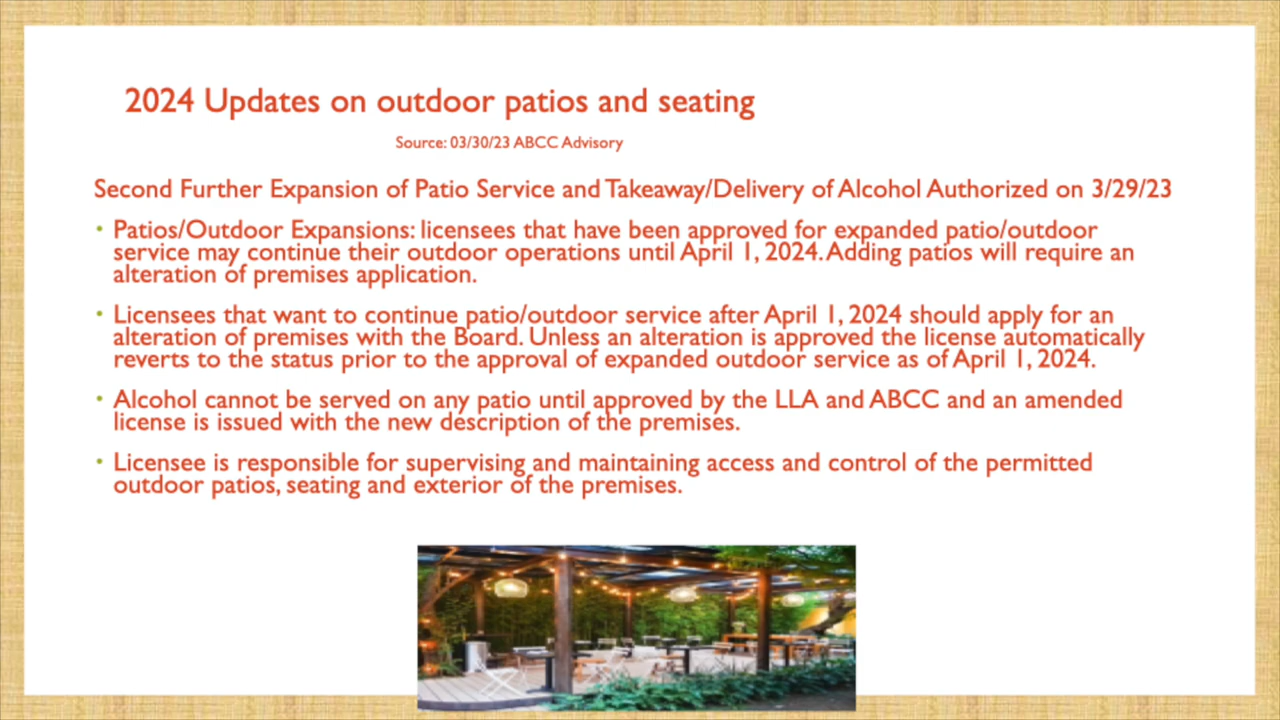 2024 Updates on outdoor patios and seating
Source: 03/30/23 ABCC Advisory
Second Further Expansion of Patio Service and Takeaway/Delivery of Alcohol Authorized on 3/29/23
• Patios/Outdoor Expansions: licensees that have been approved for expanded patio/outdoor
service may continue their outdoor operations until April 1, 2024. Adding patios will require an
alteration of premises application.
• Licensees that want to continue patio/outdoor service after April 1, 2024 should apply for an
alteration of premises with the Board. Unless an alteration is approved the license automatically
reverts to the status prior to the approval of expanded outdoor service as of April 1, 2024.
• Alcohol cannot be served on any patio until approved by the LLA and ABCC and an amended
license is issued with the new description of the premises.
• Licensee is responsible for supervising and maintaining access and control of the permitted
outdoor patios, seating and exterior of the premises.